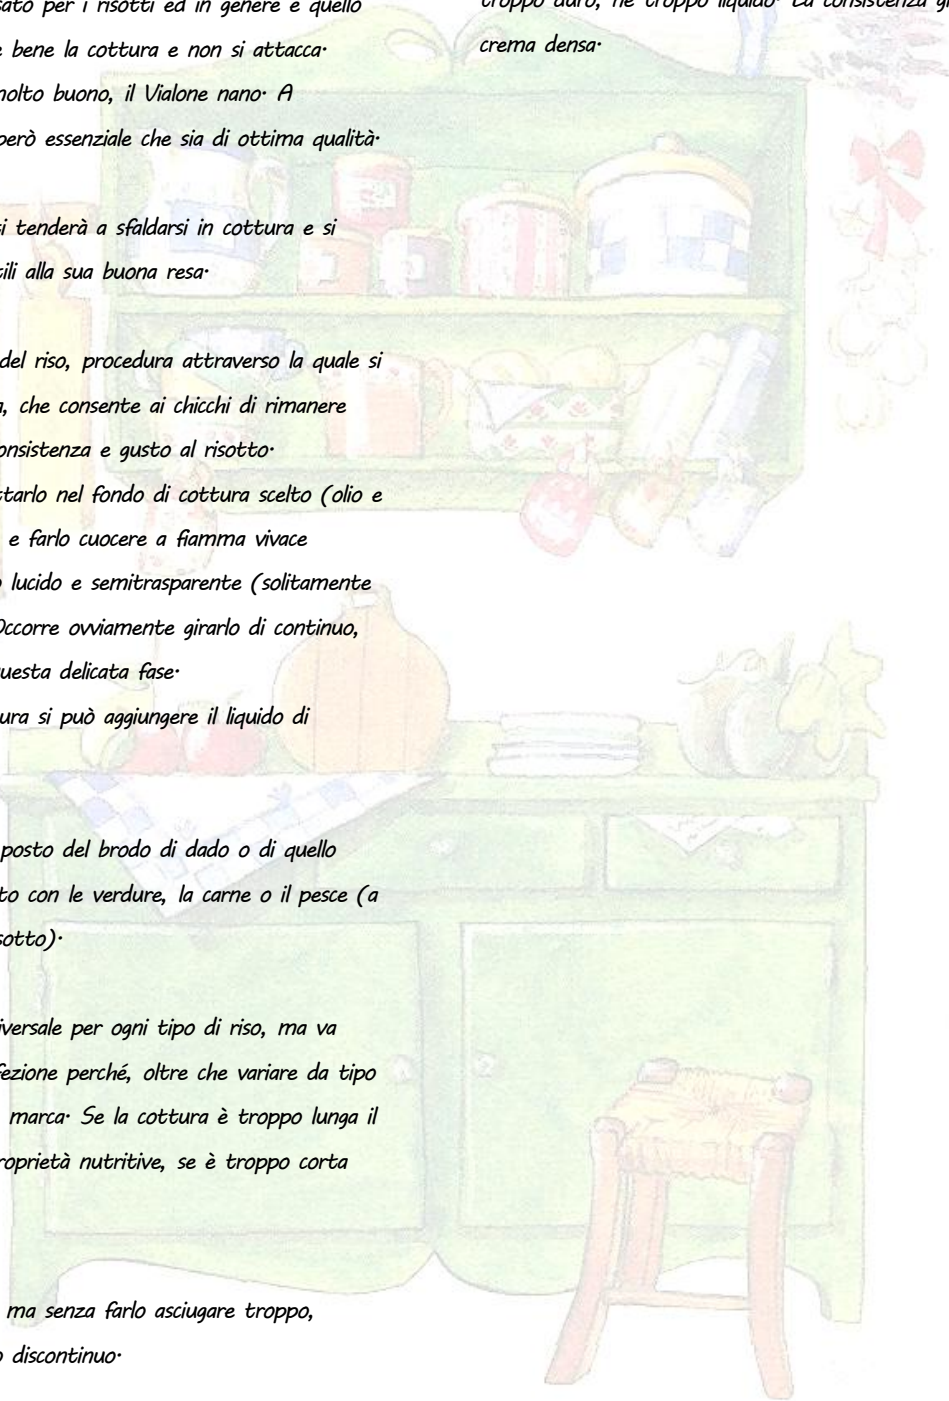 sato per i risotti ed in genere è quello
e bene la cottura e non si attacca·
molto buono, il Vialone nano· A
però essenziale che sia di ottima qualità·
si tenderà a sfaldarsi in cottura e si
tili alla sua buona resa·
del riso, procedura attraverso la quale si
a, che consente ai chicchi di rimanere
onsistenza e gusto al risotto·
ttarlo nel fondo di cottura scelto (olio e
e farlo cuocere a fiamma vivace
o lucido e semitrasparente (solitamente
Occorre ovviamente girarlo di continuo,
uesta delicata fase·
ura si può aggiungere il liquido di
posto del brodo di dado o di quello
to con le verdure, la carne o il pesce (a
sotto)·
iversale per ogni tipo di riso, ma va
fezione perché, oltre che variare da tipo
marca· Se la cottura è troppo lunga il
roprietà nutritive, se è troppo corta
ma senza farlo asciugare troppo,
o discontinuo·
troppo duro, né troppo liquido· La consistenza gi
crema densa·